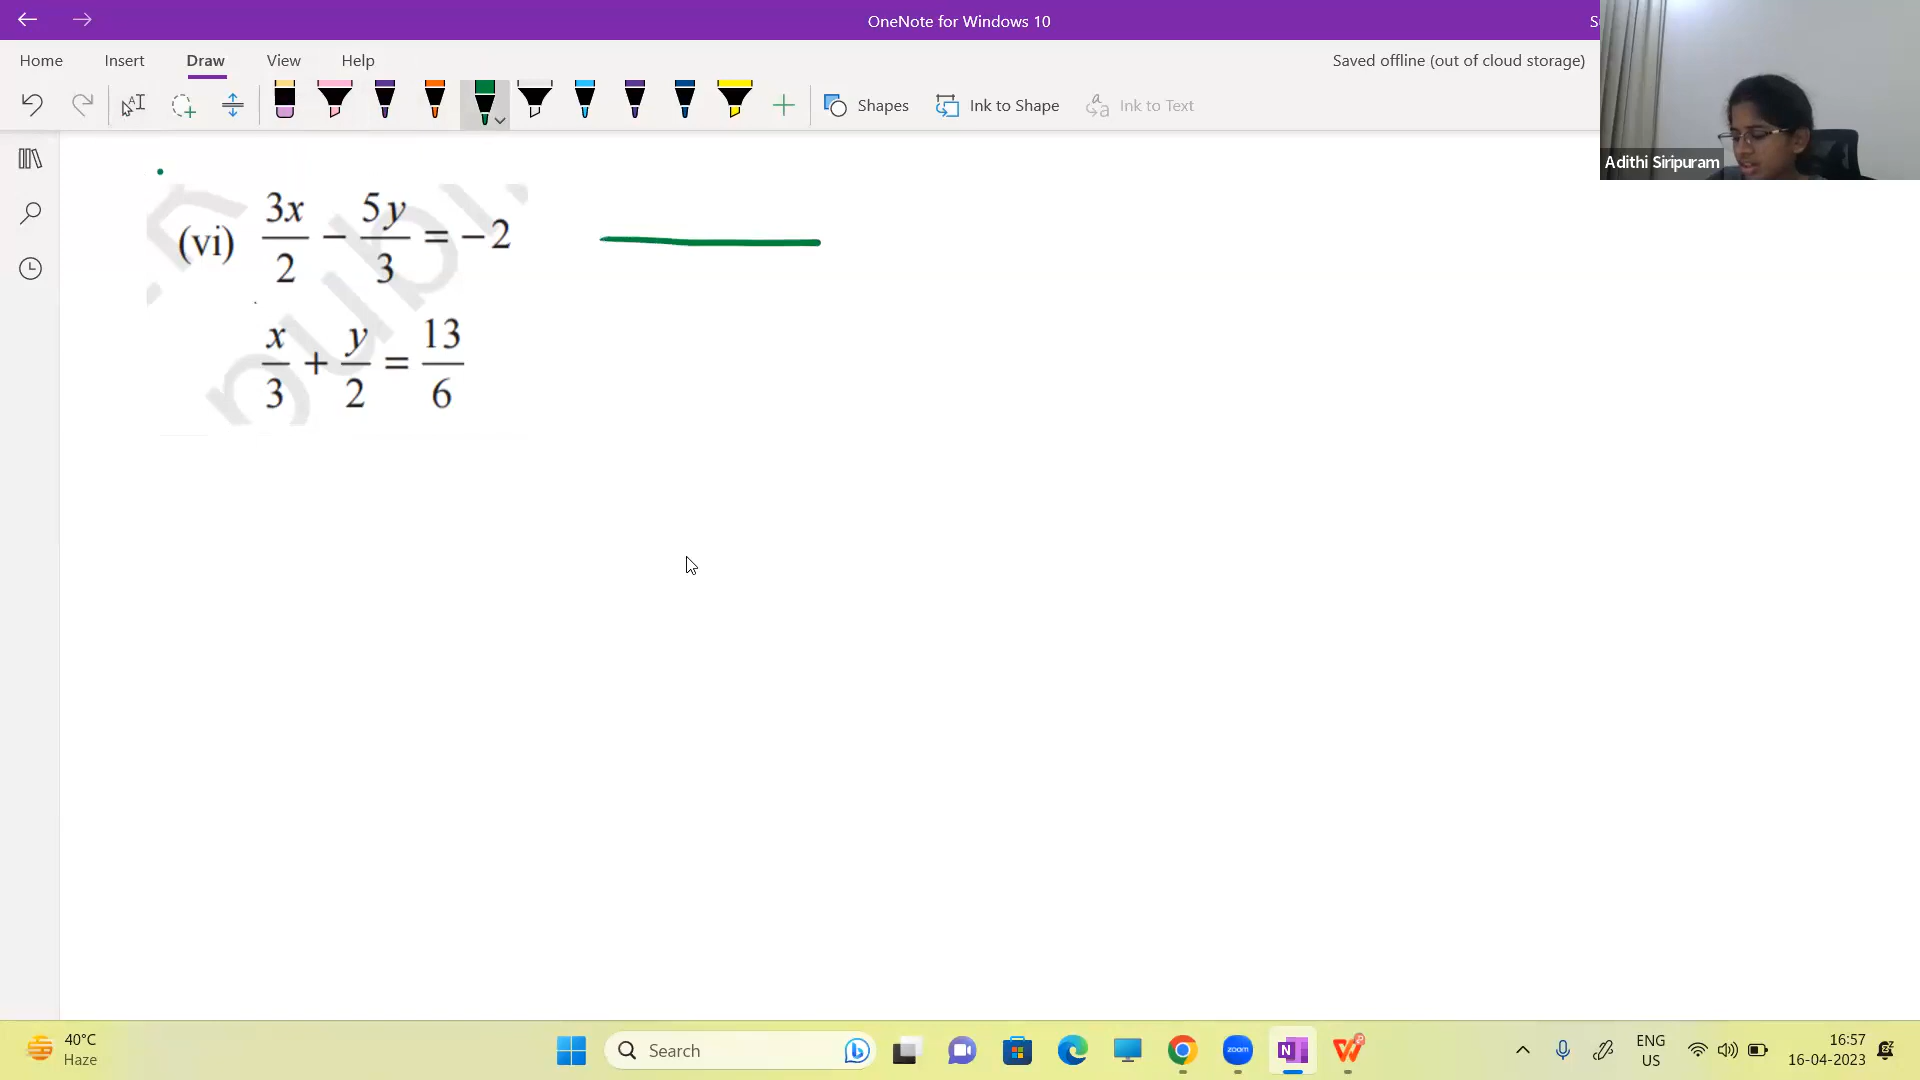 OneNote for Windows 10
Home Insert Draw View Help
Saved offline (out of cloud storage)
Shapes Ink to Shape Ink to Text
Adithi Siripuram
(vi) 3x/2 − 5y/3 = −2
x/3 + y/2 = 13/6
40°C
Haze
Search
zoom
N
ENG
US
16:57
16-04-2023